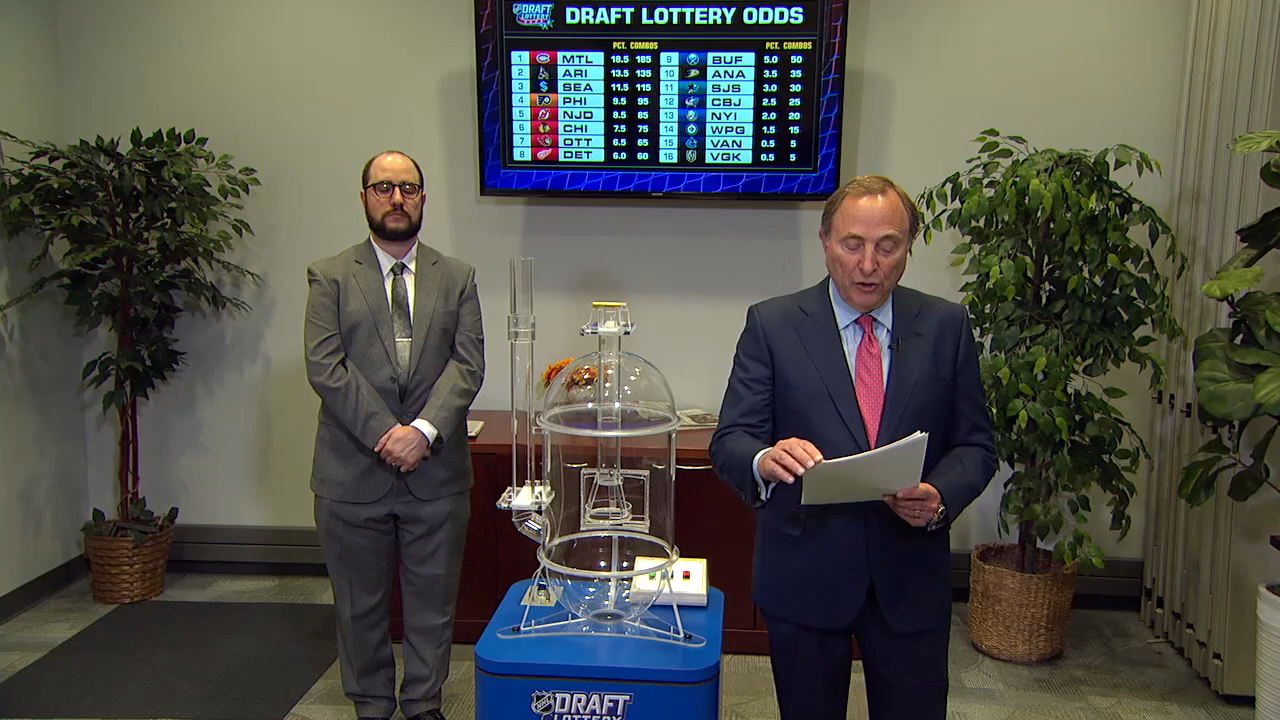 DRAFT LOTTERY
DRAFT LOTTERY ODDS
PCT. COMBOS PCT. COMBOS
1 MTL 18.5 185 9 BUF 5.0 50
2 ARI 13.5 135 10 ANA 3.5 35
3 SEA 11.5 115 11 SJS 3.0 30
4 PHI 9.5 95 12 CBJ 2.5 25
5 NJD 8.5 85 13 NYI 2.0 20
6 CHI 7.5 75 14 WPG 1.5 15
7 OTT 6.5 65 15 VAN 0.5 5
8 DET 6.0 60 16 VGK 0.5 5
NHL DRAFT
LOTTERY